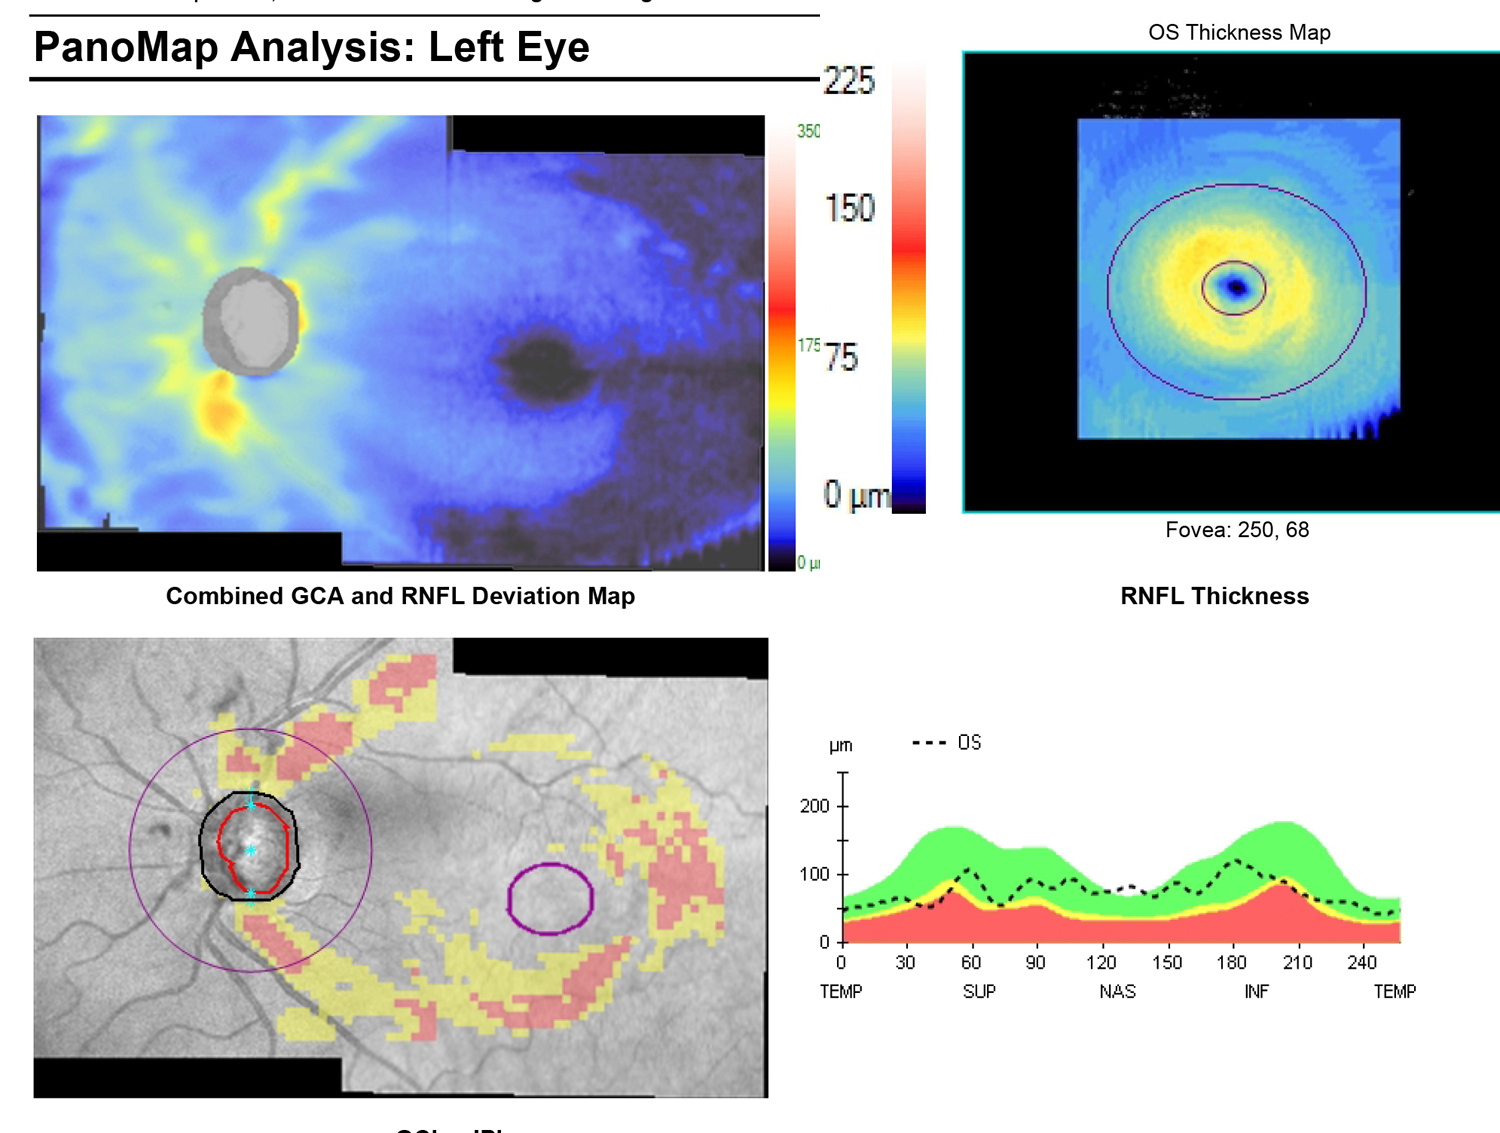 PanoMap Analysis: Left Eye
OS Thickness Map
225
150
75
0 µm
350
175
0 µ
Fovea: 250, 68
Combined GCA and RNFL Deviation Map
RNFL Thickness
µm
OS
200
100
0
0 30 60 90 120 150 180 210 240
TEMP SUP NAS INF TEMP